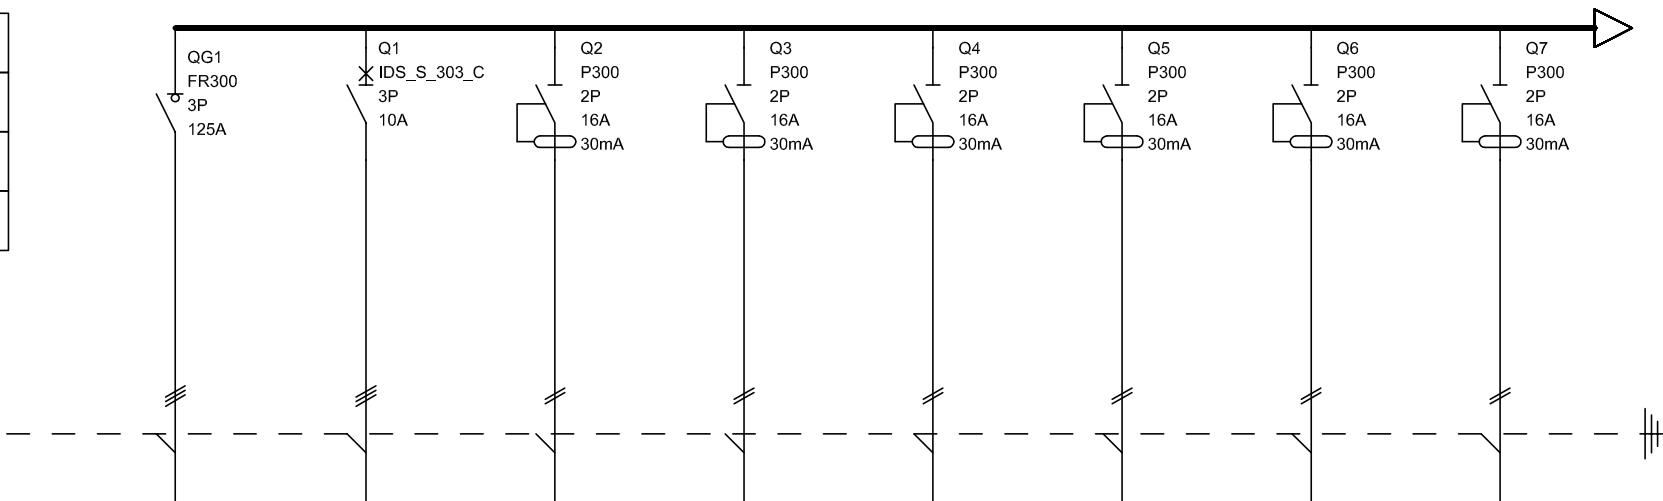 QG1
FR300
3P
125A
Q1
IDS_S_303_C
3P
10A
Q2
P300
2P
16A
30mA
Q3
P300
2P
16A
30mA
Q4
P300
2P
16A
30mA
Q5
P300
2P
16A
30mA
Q6
P300
2P
16A
30mA
Q7
P300
2P
16A
30mA